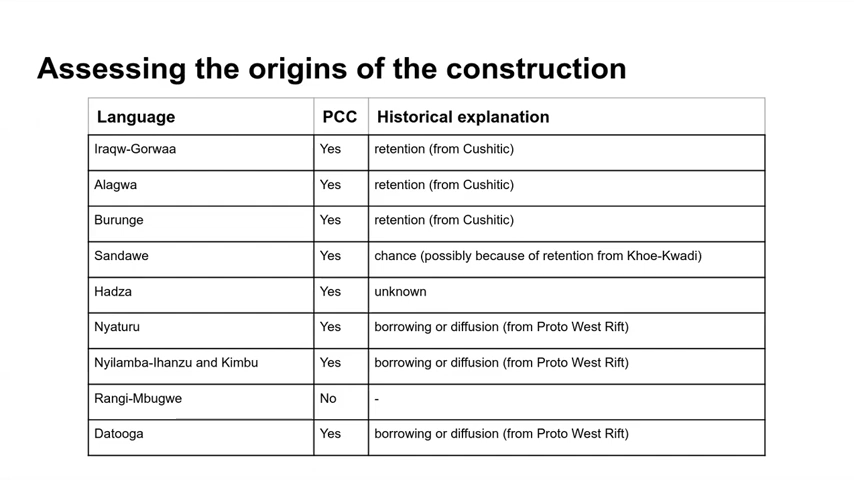 Assessing the origins of the construction
Language PCC Historical explanation
Iraqw-Gorwaa Yes retention (from Cushitic)
Alagwa Yes retention (from Cushitic)
Burunge Yes retention (from Cushitic)
Sandawe Yes chance (possibly because of retention from Khoe-Kwadi)
Hadza Yes unknown
Nyaturu Yes borrowing or diffusion (from Proto West Rift)
Nyilamba-Ihanzu and Kimbu Yes borrowing or diffusion (from Proto West Rift)
Rangi-Mbugwe No -
Datooga Yes borrowing or diffusion (from Proto West Rift)